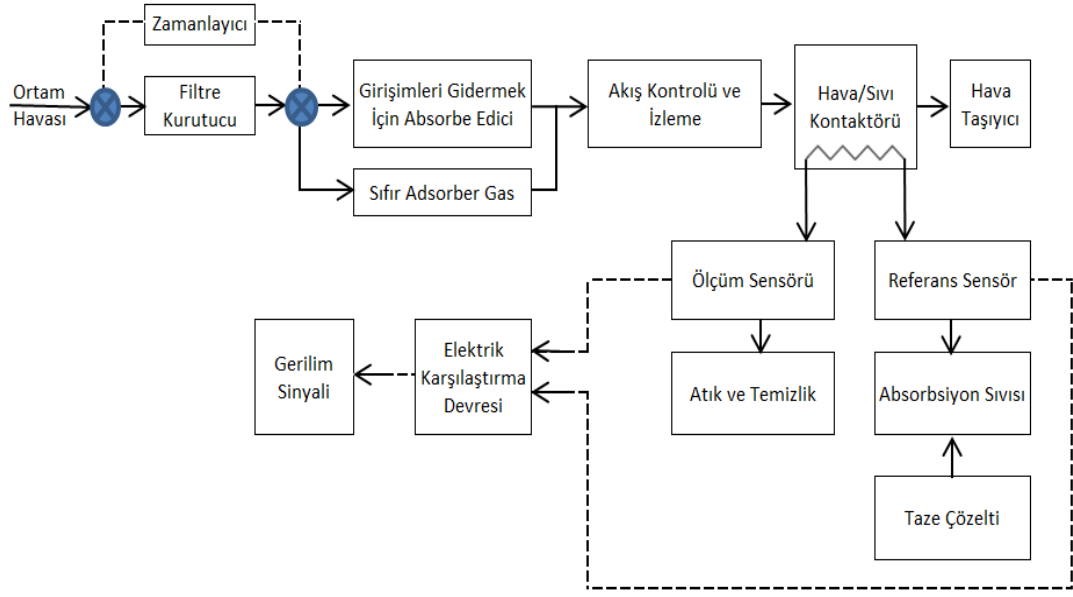 Zamanlayıcı
Ortam
Havası
Filtre
Kurutucu
Girişimleri Gidermek
İçin Absorbe Edici
Akış Kontrolü ve
İzleme
Hava/Sıvı
Kontaktörü
Hava
Taşıyıcı
Sıfır Adsorber Gas
Ölçüm Sensörü
Referans Sensör
Gerilim
Sinyali
Elektrik
Karşılaştırma
Devresi
Atık ve Temizlik
Absorbsiyon Sıvısı
Taze Çözelti